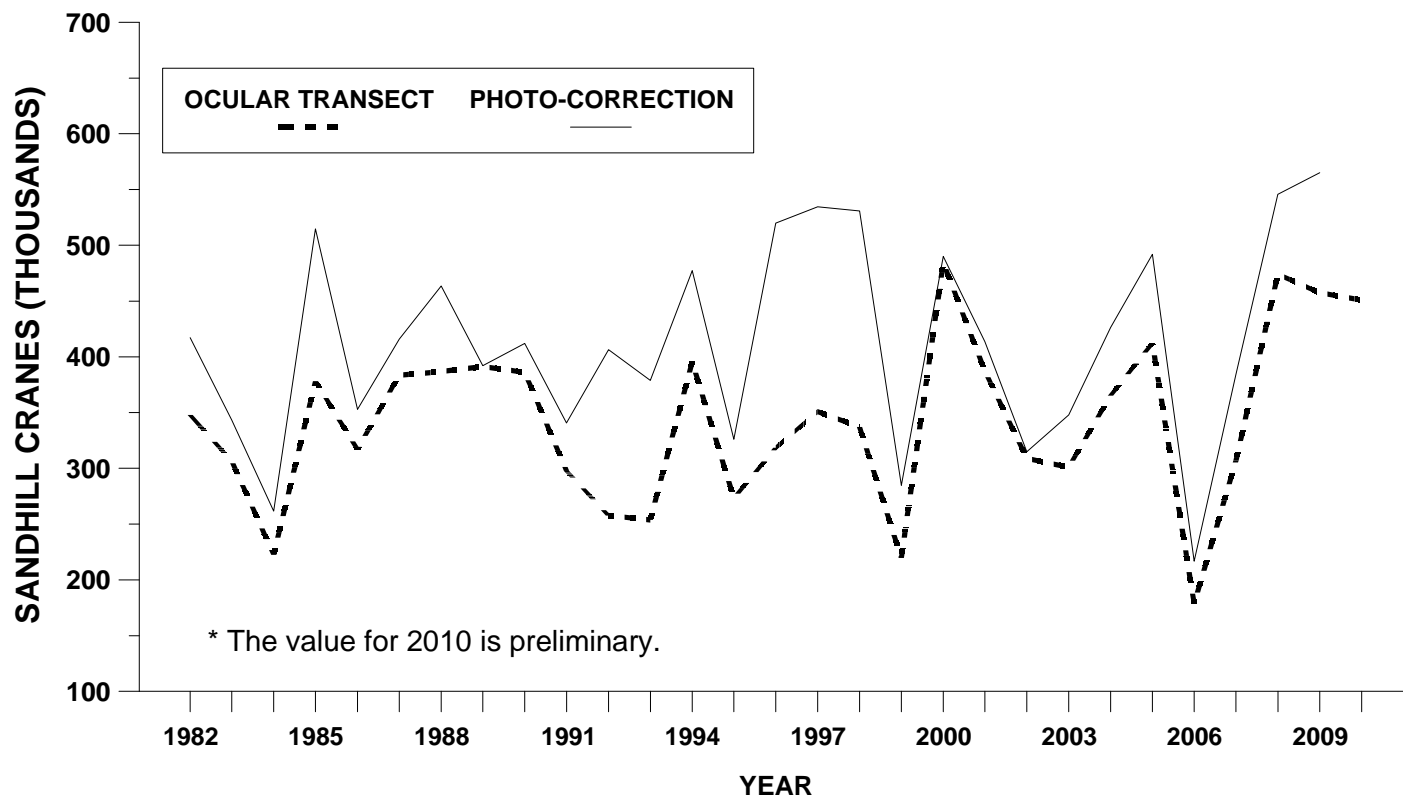 700
600
500
400
300
200
100
SANDHILL CRANES (THOUSANDS)
OCULAR TRANSECT PHOTO-CORRECTION
* The value for 2010 is preliminary.
1982 1985 1988 1991 1994 1997 2000 2003 2006 2009
YEAR